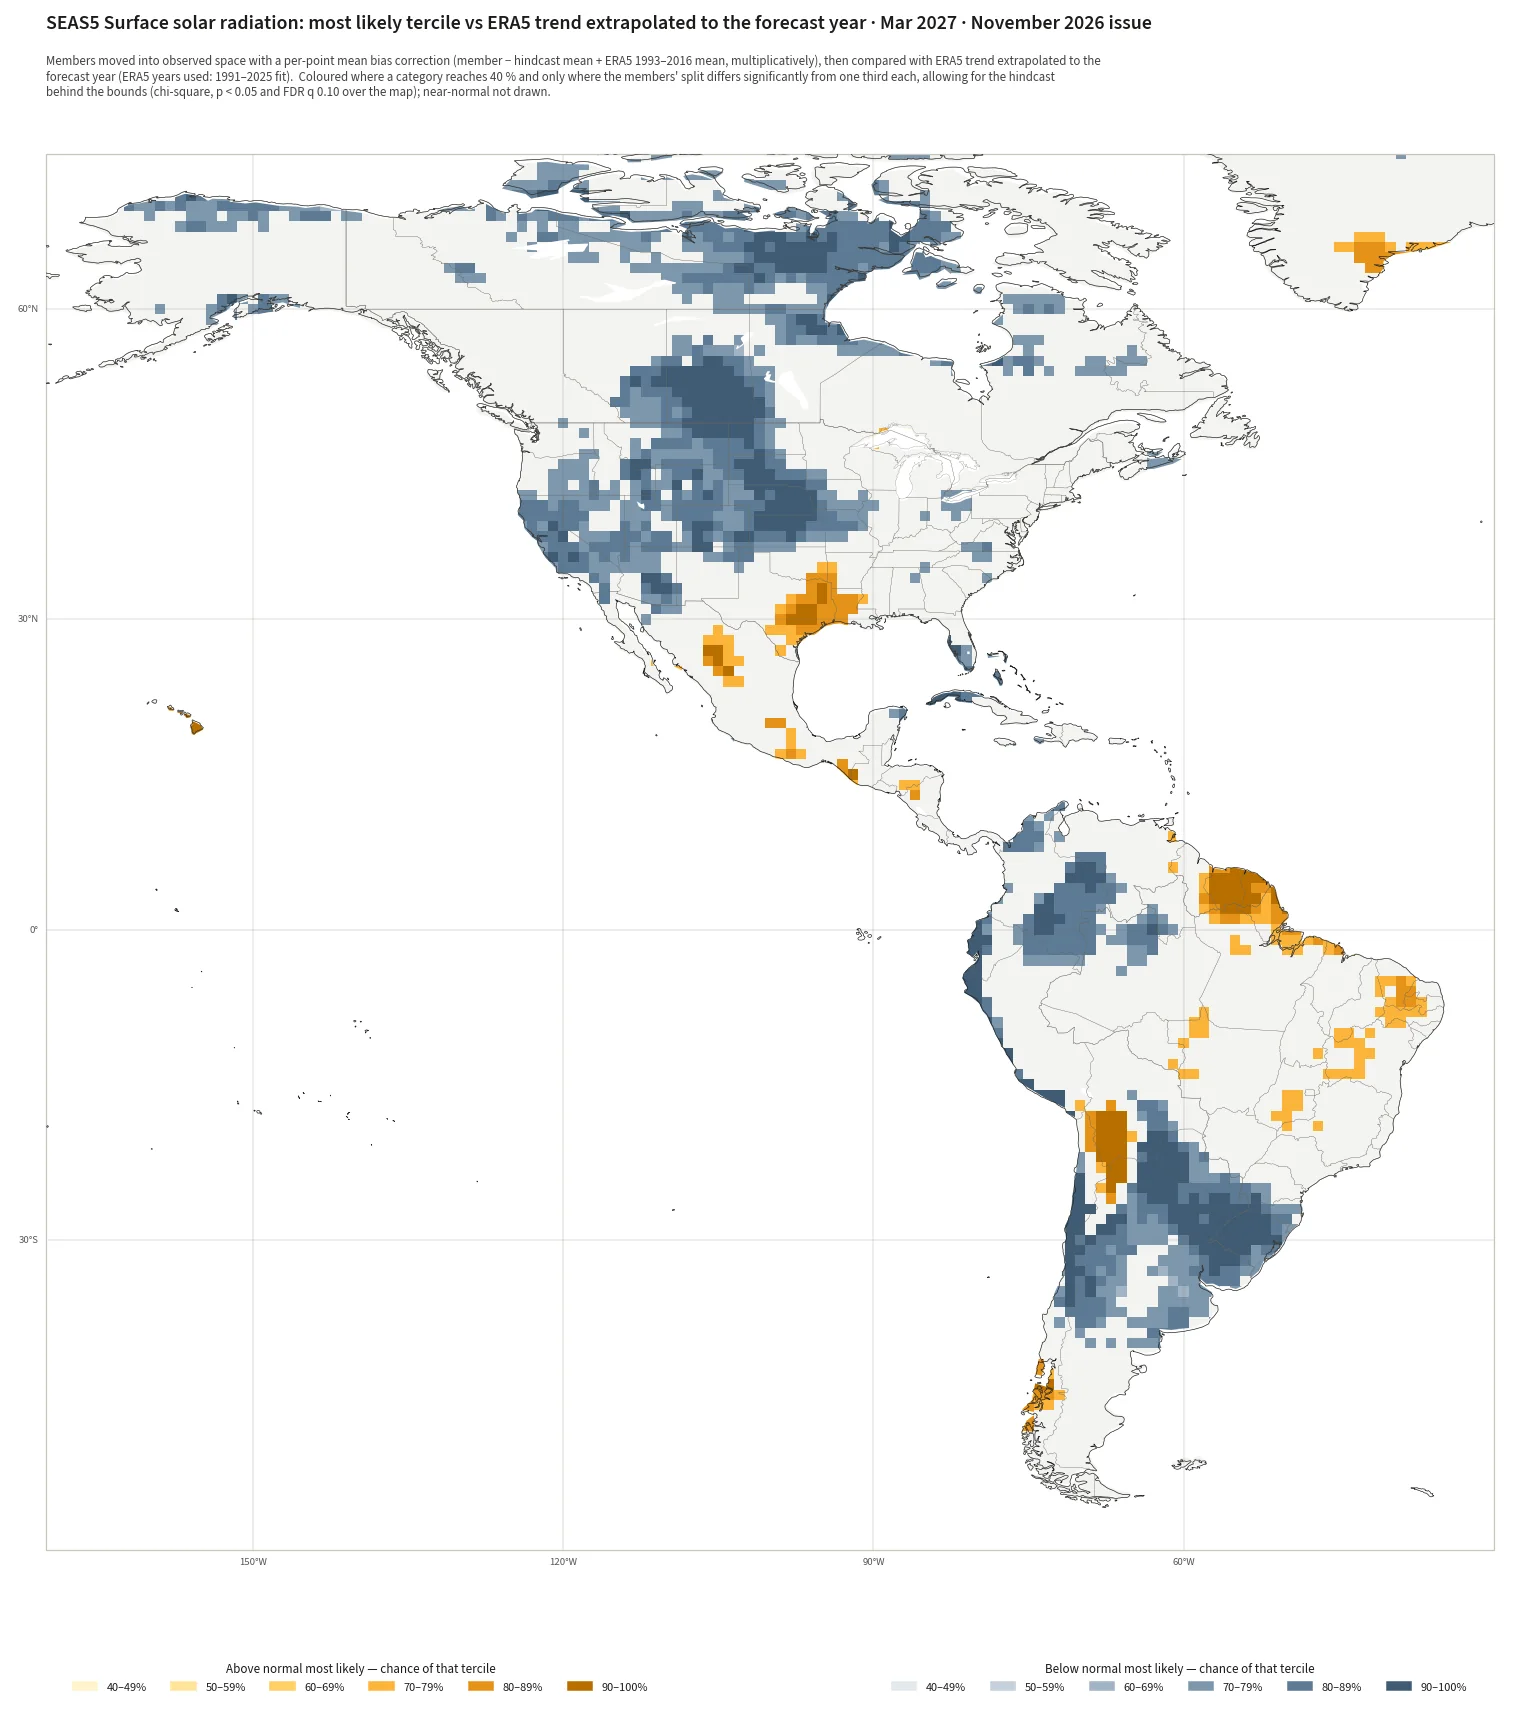 SEAS5 Surface solar radiation: most likely tercile vs ERA5 trend extrapolated to the forecast year · Mar 2027 · November 2026 issue
Members moved into observed space with a per-point mean bias correction (member − hindcast mean + ERA5 1993–2016 mean, multiplicatively), then compared with ERA5 trend extrapolated to the
forecast year (ERA5 years used: 1991–2025 fit). Coloured where a category reaches 40 % and only where the members' split differs significantly from one third each, allowing for the hindcast
behind the bounds (chi-square, p < 0.05 and FDR q 0.10 over the map); near-normal not drawn.
60°N
30°N
0°
30°S
150°W 120°W 90°W 60°W
Above normal most likely — chance of that tercile
40–49% 50–59% 60–69% 70–79% 80–89% 90–100%
Below normal most likely — chance of that tercile
40–49% 50–59% 60–69% 70–79% 80–89% 90–100%